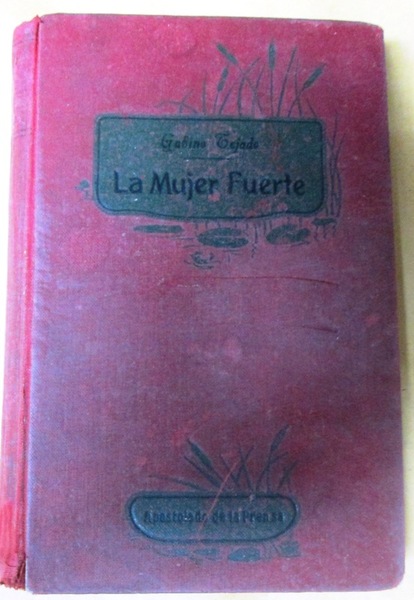 Gabino Tejado
La Mujer Fuerte
Apostolado de la Prensa